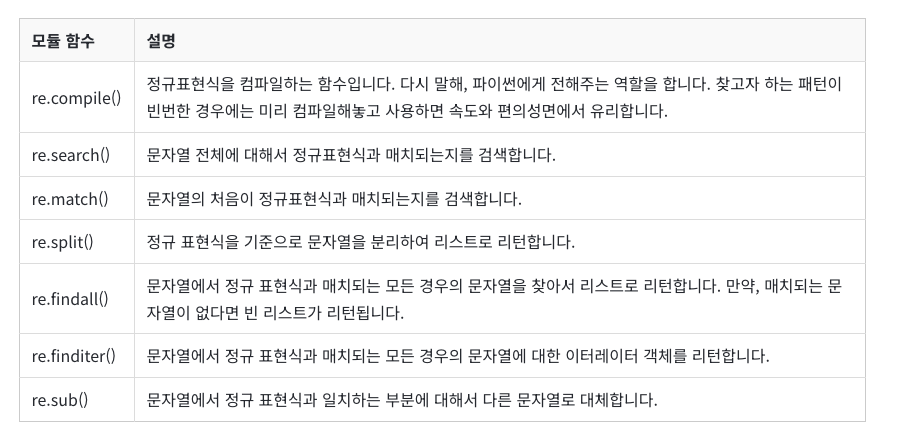 모듈 함수 설명
re.compile() 정규표현식을 컴파일하는 함수입니다. 다시 말해, 파이썬에게 전해주는 역할을 합니다. 찾고자 하는 패턴이
빈번한 경우에는 미리 컴파일해놓고 사용하면 속도와 편의성면에서 유리합니다.
re.search() 문자열 전체에 대해서 정규표현식과 매치되는지를 검색합니다.
re.match() 문자열의 처음이 정규표현식과 매치되는지를 검색합니다.
re.split() 정규 표현식을 기준으로 문자열을 분리하여 리스트로 리턴합니다.
re.findall() 문자열에서 정규 표현식과 매치되는 모든 경우의 문자열을 찾아서 리스트로 리턴합니다. 만약, 매치되는 문
자열이 없다면 빈 리스트가 리턴됩니다.
re.finditer() 문자열에서 정규 표현식과 매치되는 모든 경우의 문자열에 대한 이터레이터 객체를 리턴합니다.
re.sub() 문자열에서 정규 표현식과 일치하는 부분에 대해서 다른 문자열로 대체합니다.